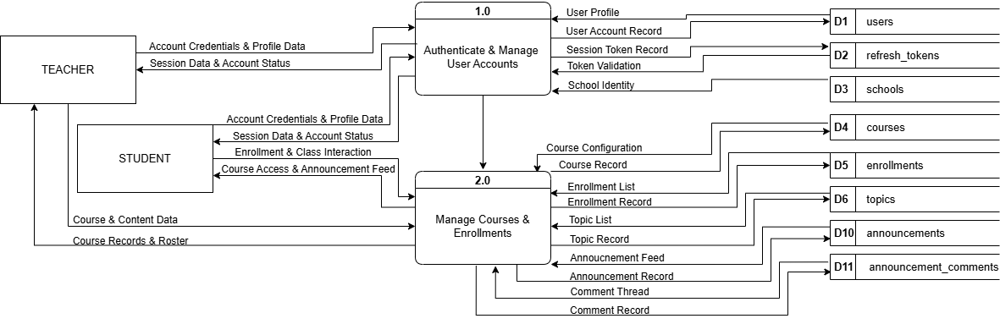 1.0
User Profile
D1 users
User Account Record
Account Credentials & Profile Data
Authenticate & Manage
User Accounts
Session Token Record
D2 refresh_tokens
TEACHER
Session Data & Account Status
Token Validation
School Identity
D3 schools
Account Credentials & Profile Data
D4 courses
Session Data & Account Status
STUDENT
Enrollment & Class Interaction
Course Configuration
Course Access & Announcement Feed
Course Record
D5 enrollments
2.0
Enrollment List
Enrollment Record
D6 topics
Course & Content Data
Manage Courses &
Enrollments
Topic List
Topic Record
D10 announcements
Course Records & Roster
Annoucnement Feed
Announcement Record
D11 announcement_comments
Comment Thread
Comment Record